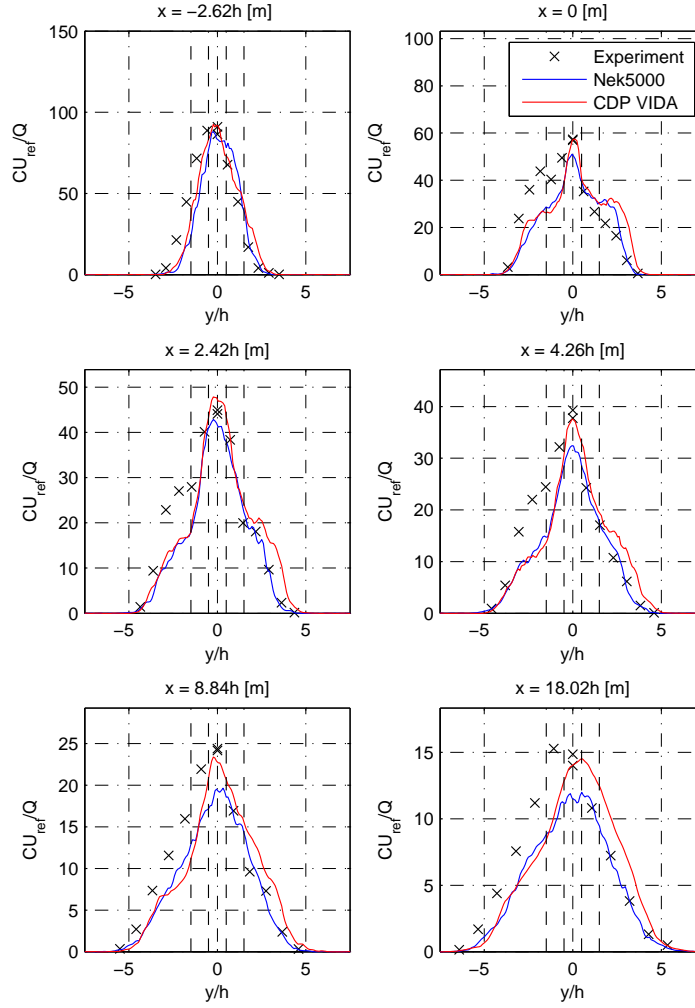 x = −2.62h [m]
150
100
50
0
CU_ref/Q
−5 0 5
y/h
x = 0 [m]
100
80
60
40
20
0
CU_ref/Q
−5 0 5
y/h
Experiment
Nek5000
CDP VIDA
x = 2.42h [m]
50
40
30
20
10
0
CU_ref/Q
−5 0 5
y/h
x = 4.26h [m]
40
30
20
10
0
CU_ref/Q
−5 0 5
y/h
x = 8.84h [m]
25
20
15
10
5
0
CU_ref/Q
−5 0 5
y/h
x = 18.02h [m]
15
10
5
0
CU_ref/Q
−5 0 5
y/h